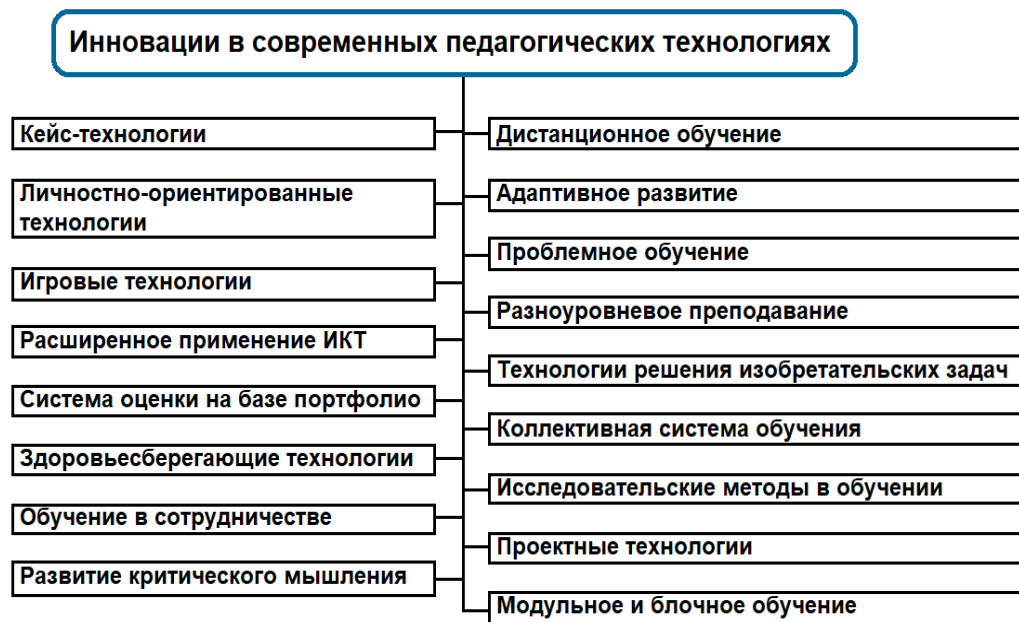 Инновации в современных педагогических технологиях
Кейс-технологии
Личностно-ориентированные
технологии
Игровые технологии
Расширенное применение ИКТ
Система оценки на базе портфолио
Здоровьесберегающие технологии
Обучение в сотрудничестве
Развитие критического мышления
Дистанционное обучение
Адаптивное развитие
Проблемное обучение
Разноуровневое преподавание
Технологии решения изобретательских задач
Коллективная система обучения
Исследовательские методы в обучении
Проектные технологии
Модульное и блочное обучение